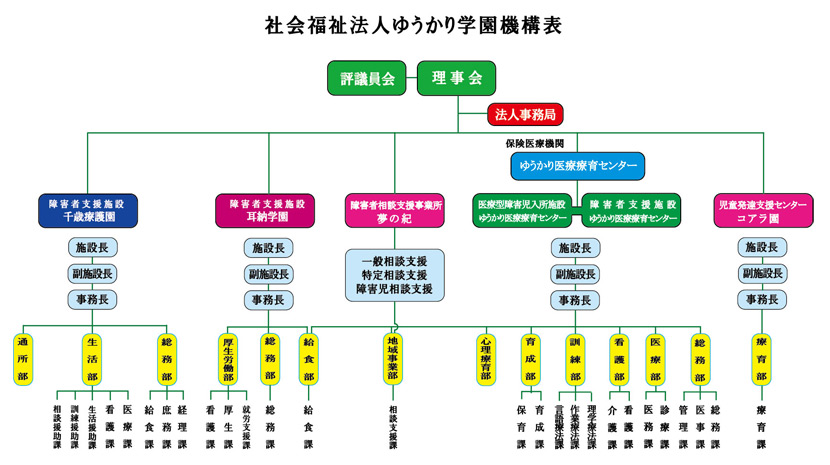 社会福祉法人ゆうかり学園機構表
評議員会
理事会
法人事務局
保険医療機関
ゆうかり医療療育センター
障害者支援施設
千歳療護園
障害者支援施設
耳納学園
障害者相談支援事業所
夢の紀
医療型障害児入所施設
ゆうかり医療療育センター
障害者支援施設
ゆうかり医療療育センター
児童発達支援センター
コアラ園
施設長
副施設長
事務長
施設長
副施設長
事務長
一般相談支援
特定相談支援
障害児相談支援
施設長
副施設長
事務長
施設長
副施設長
事務長
通所部
生活部
総務部
厚生労働部
総務部
給食部
地域事業部
心理療育部
育成部
訓練部
看護部
医療部
総務部
療育部
相談援助課
訓練援助課
生活援助課
看護課
医療課
給食課
庶務課
経理課
看護課
厚生課
就労支援課
総務課
給食課
相談支援課
保育課
育成課
言語療法課
作業療法課
理学療法課
介護課
看護課
医務課
診療課
管理課
医事課
総務課
療育課